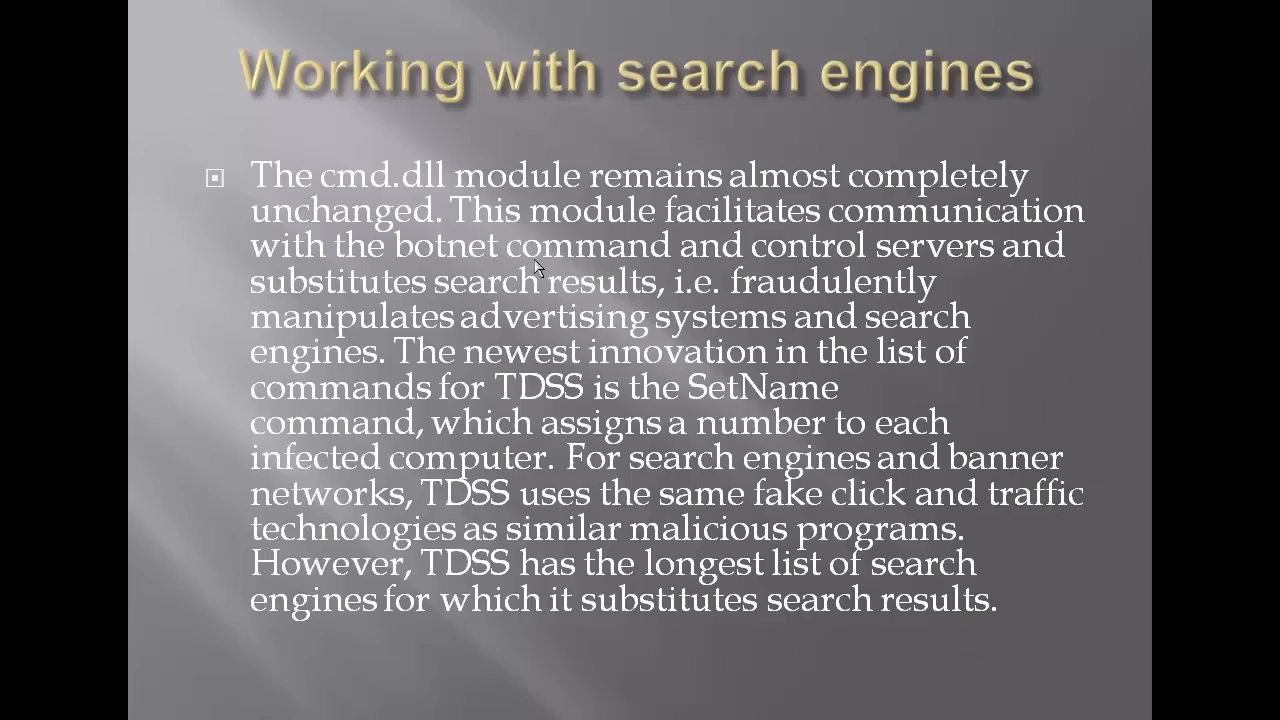 Working with search engines
The cmd.dll module remains almost completely
unchanged. This module facilitates communication
with the botnet command and control servers and
substitutes search results, i.e. fraudulently
manipulates advertising systems and search
engines. The newest innovation in the list of
commands for TDSS is the SetName
command, which assigns a number to each
infected computer. For search engines and banner
networks, TDSS uses the same fake click and traffic
technologies as similar malicious programs.
However, TDSS has the longest list of search
engines for which it substitutes search results.